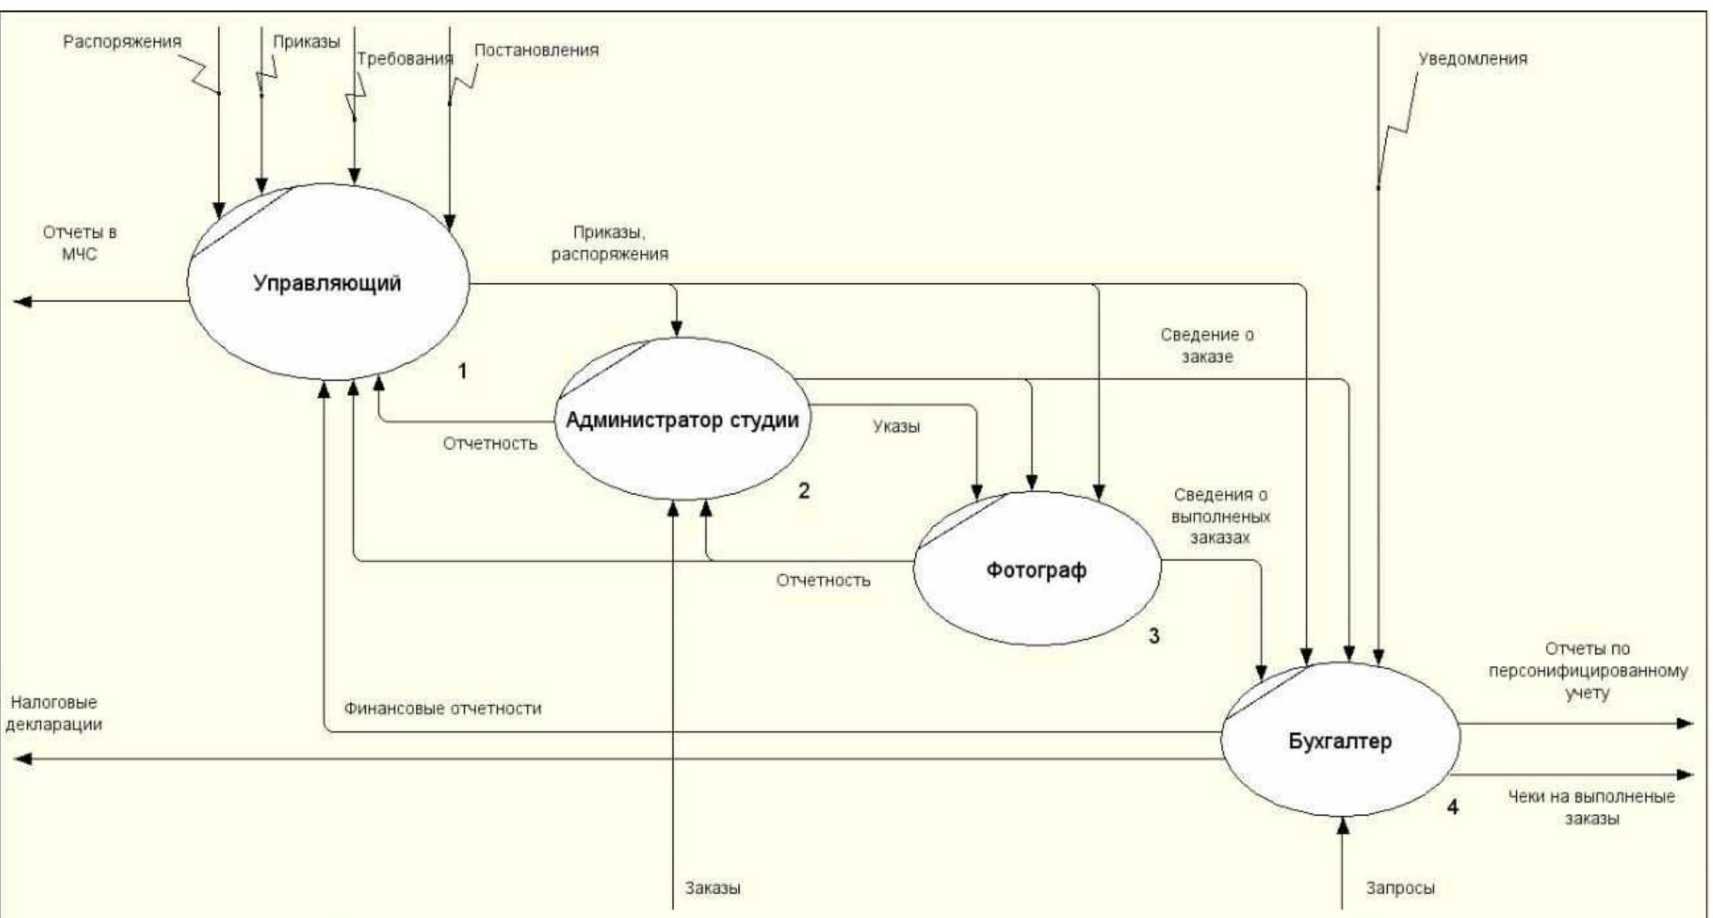 Распоряжения
Приказы
Требования
Постановления
Уведомления
Отчеты в
МЧС
Приказы,
распоряжения
Управляющий
1
Сведение о
заказе
Администратор студии
Указы
Отчетность
2
Сведения о
выполненых
заказах
Фотограф
Отчетность
3
Отчеты по
персонифицированному
учету
Налоговые
декларации
Финансовые отчетности
Бухгалтер
4
Чеки на выполненые
заказы
Заказы
Запросы